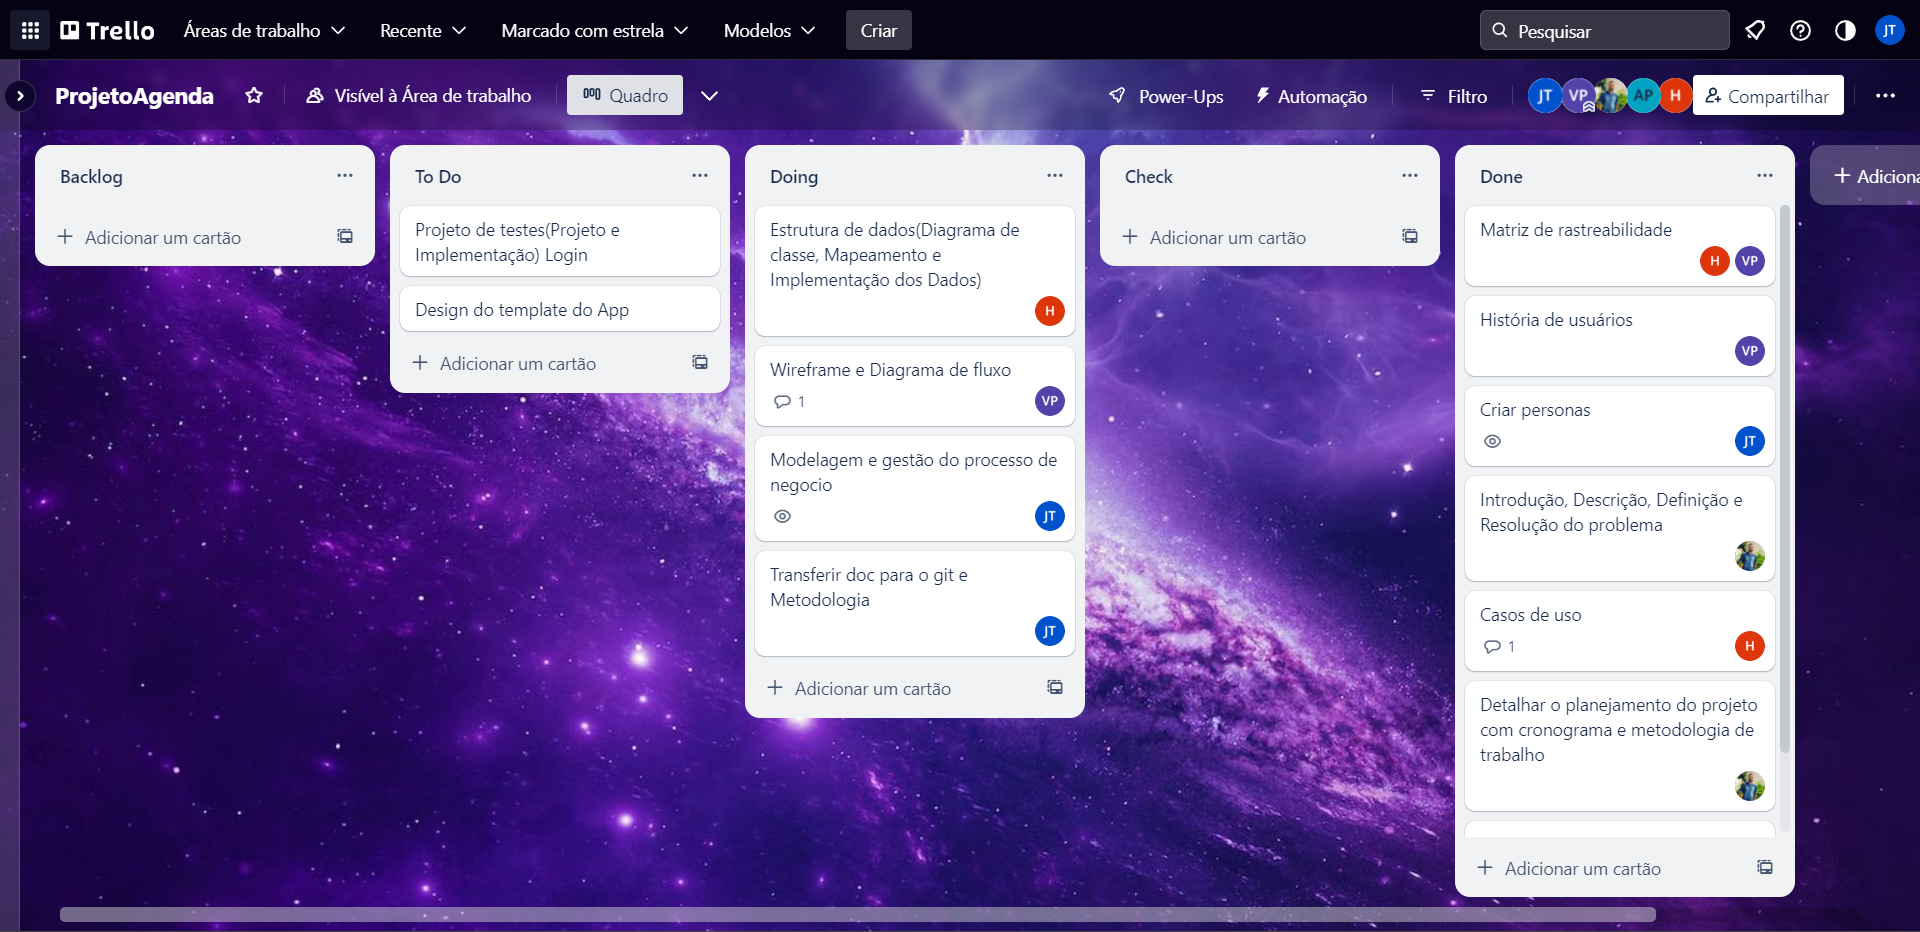 Trello
Áreas de trabalho
Recente
Marcado com estrela
Modelos
Criar
Pesquisar
JT
ProjetoAgenda
Visível à Área de trabalho
Quadro
Power-Ups
Automação
Filtro
JT
VP
AP
H
Compartilhar
Backlog
Adicionar um cartão
To Do
Projeto de testes(Projeto e
Implementação) Login
Design do template do App
Adicionar um cartão
Doing
Estrutura de dados(Diagrama de
classe, Mapeamento e
Implementação dos Dados)
H
Wireframe e Diagrama de fluxo
1
VP
Modelagem e gestão do processo de
negocio
JT
Transferir doc para o git e
Metodologia
JT
Adicionar um cartão
Check
Adicionar um cartão
Done
Matriz de rastreabilidade
H
VP
História de usuários
VP
Criar personas
JT
Introdução, Descrição, Definição e
Resolução do problema
Casos de uso
1
H
Detalhar o planejamento do projeto
com cronograma e metodologia de
trabalho
Adicionar um cartão
Adiciona